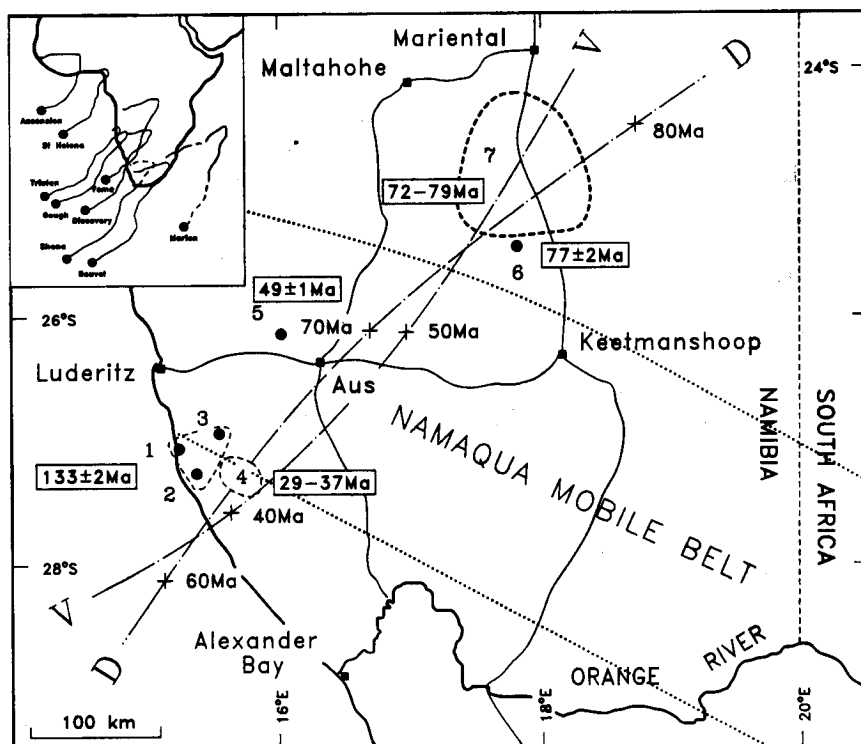 Mariental
Maltahohe
V
D
24°S
80Ma
7
72-79Ma
6
77±2Ma
49±1Ma
5
26°S
70Ma
50Ma
Luderitz
Aus
Keetmanshoop
NAMIBIA
SOUTH AFRICA
NAMAQUA MOBILE BELT
3
1
133±2Ma
2
4
29-37Ma
40Ma
28°S
60Ma
V
D
Alexander
Bay
ORANGE RIVER
100 km
16°E
18°E
20°E
Ascension
St Helena
Tristan
Gough
Discovery
Marion
Shona
Bouvet